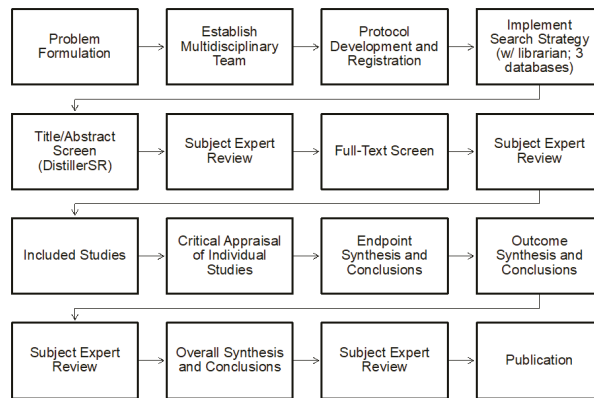 Problem
Formulation
Establish
Multidisciplinary
Team
Protocol
Development and
Registration
Implement
Search Strategy
(w/ librarian; 3
databases)
Title/Abstract
Screen
(DistillerSR)
Subject Expert
Review
Full-Text Screen
Subject Expert
Review
Included Studies
Critical Appraisal
of Individual
Studies
Endpoint
Synthesis and
Conclusions
Outcome
Synthesis and
Conclusions
Subject Expert
Review
Overall Synthesis
and Conclusions
Subject Expert
Review
Publication